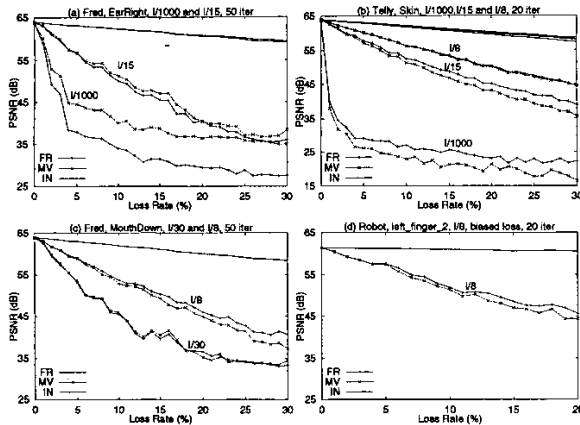 (a) Fred, EarRight, I/1000 and I/15, 50 iter
65
55
45
35
25
PSNR (dB)
I/15
I/1000
FR
MV
IN
0 5 10 15 20 25 30
Loss Rate (%)
(b) Telly, Skin, I/1000,I/15 and I/8, 20 iter
65
55
45
35
25
15
PSNR (dB)
I/8
I/15
I/1000
FR
MV
IN
0 5 10 15 20 25 30
Loss Rate (%)
(c) Fred, MouthDown, I/30 and I/8, 50 iter
65
55
45
35
25
PSNR (dB)
I/8
I/30
FR
MV
IN
0 5 10 15 20 25 30
Loss Rate (%)
(d) Robot, left_finger_2, I/8, biased loss, 20 iter
65
55
45
35
25
PSNR (dB)
I/8
FR
MV
IN
0 5 10 15 20
Loss Rate (%)